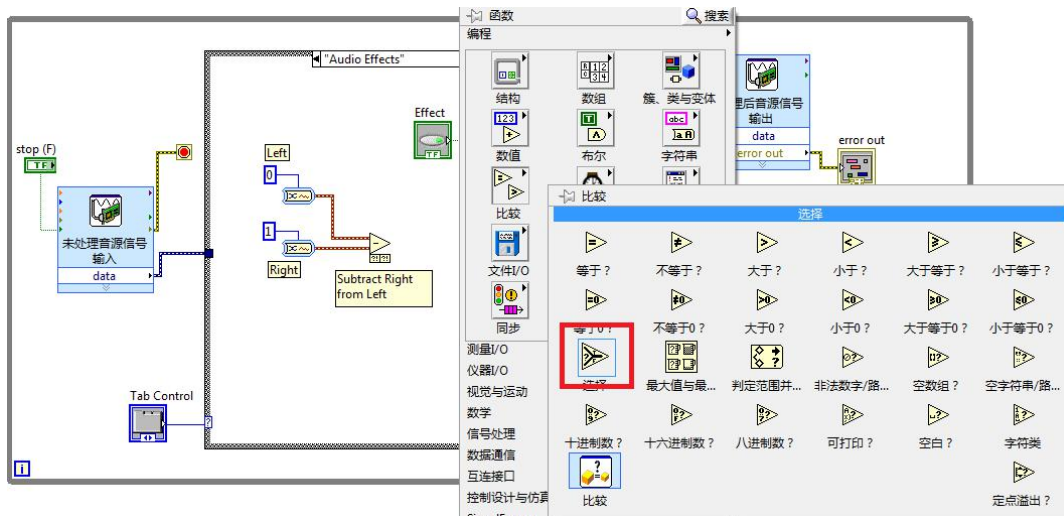 函数
搜索
编程
结构
数组
簇、类与变体
数值
布尔
字符串
比较
文件I/O
同步
测量I/O
仪器I/O
视觉与运动
数学
信号处理
数据通信
互连接口
控制设计与仿真
比较
选择
等于？
不等于？
大于？
小于？
大于等于？
小于等于？
等于0？
不等于0？
大于0？
小于0？
大于等于0？
小于等于0？
选择
最大值与最...
判定范围并...
非法数字/路...
空数组？
空字符串/路...
十进制数？
十六进制数？
八进制数？
可打印？
空白？
字符类
比较
定点溢出？
"Audio Effects"
Effect
TF
stop (F)
TF
未处理音源信号
输入
data
Left
0
1
Right
Subtract Right
from Left
Tab Control
i
理后音源信号
输出
data
error out
error out